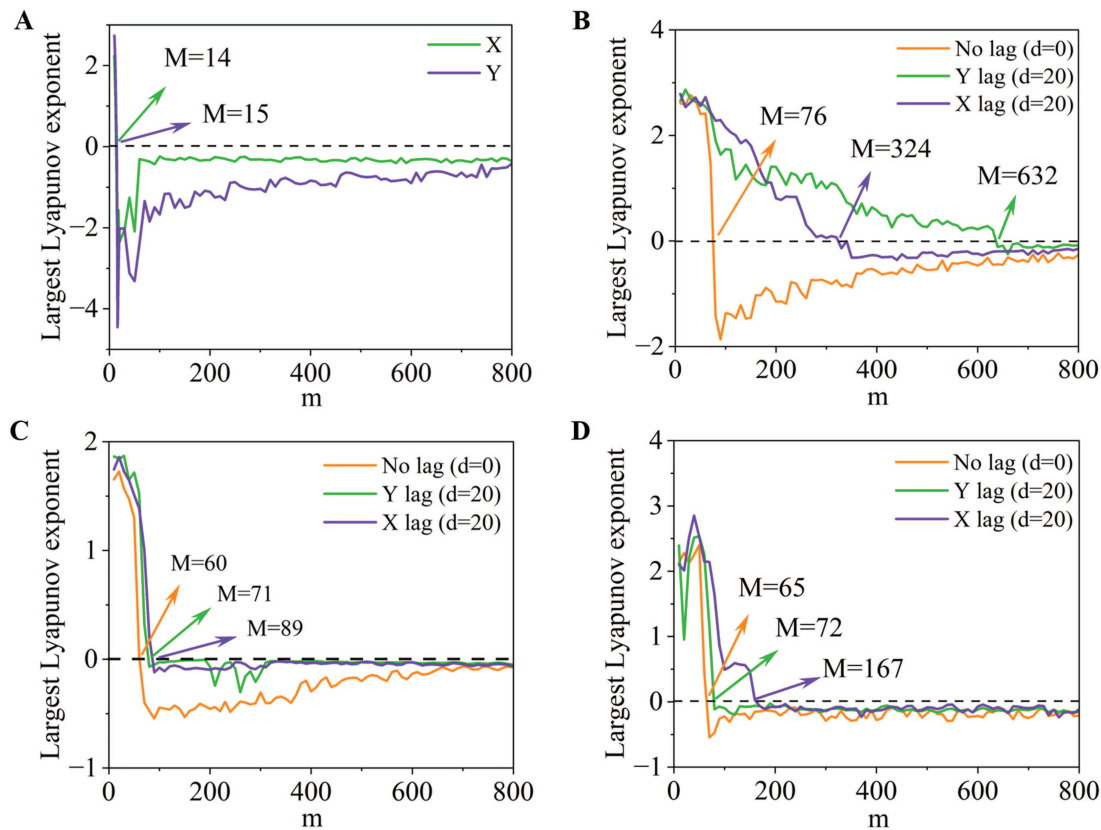 A
Largest Lyapunov exponent
2
0
−2
−4
0
200
400
600
800
m
X
Y
M=14
M=15
B
Largest Lyapunov exponent
4
2
0
−2
0
200
400
600
800
m
No lag (d=0)
Y lag (d=20)
X lag (d=20)
M=76
M=324
M=632
C
Largest Lyapunov exponent
2
1
0
−1
0
200
400
600
800
m
No lag (d=0)
Y lag (d=20)
X lag (d=20)
M=60
M=71
M=89
D
Largest Lyapunov exponent
4
3
2
1
0
−1
0
200
400
600
800
m
No lag (d=0)
Y lag (d=20)
X lag (d=20)
M=65
M=72
M=167